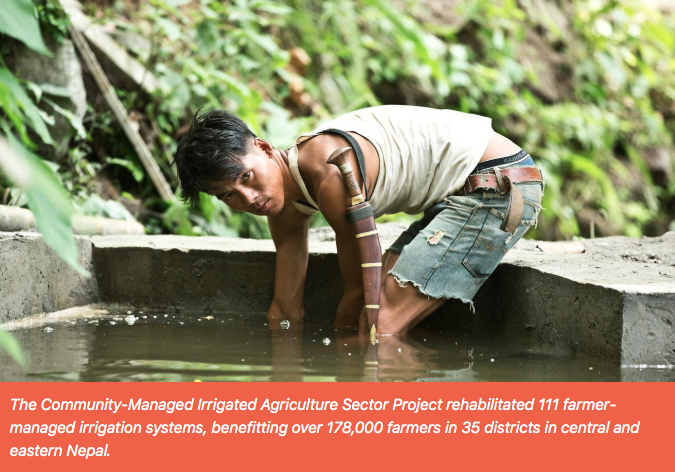 The Community-Managed Irrigated Agriculture Sector Project rehabilitated 111 farmer-
managed irrigation systems, benefitting over 178,000 farmers in 35 districts in central and
eastern Nepal.